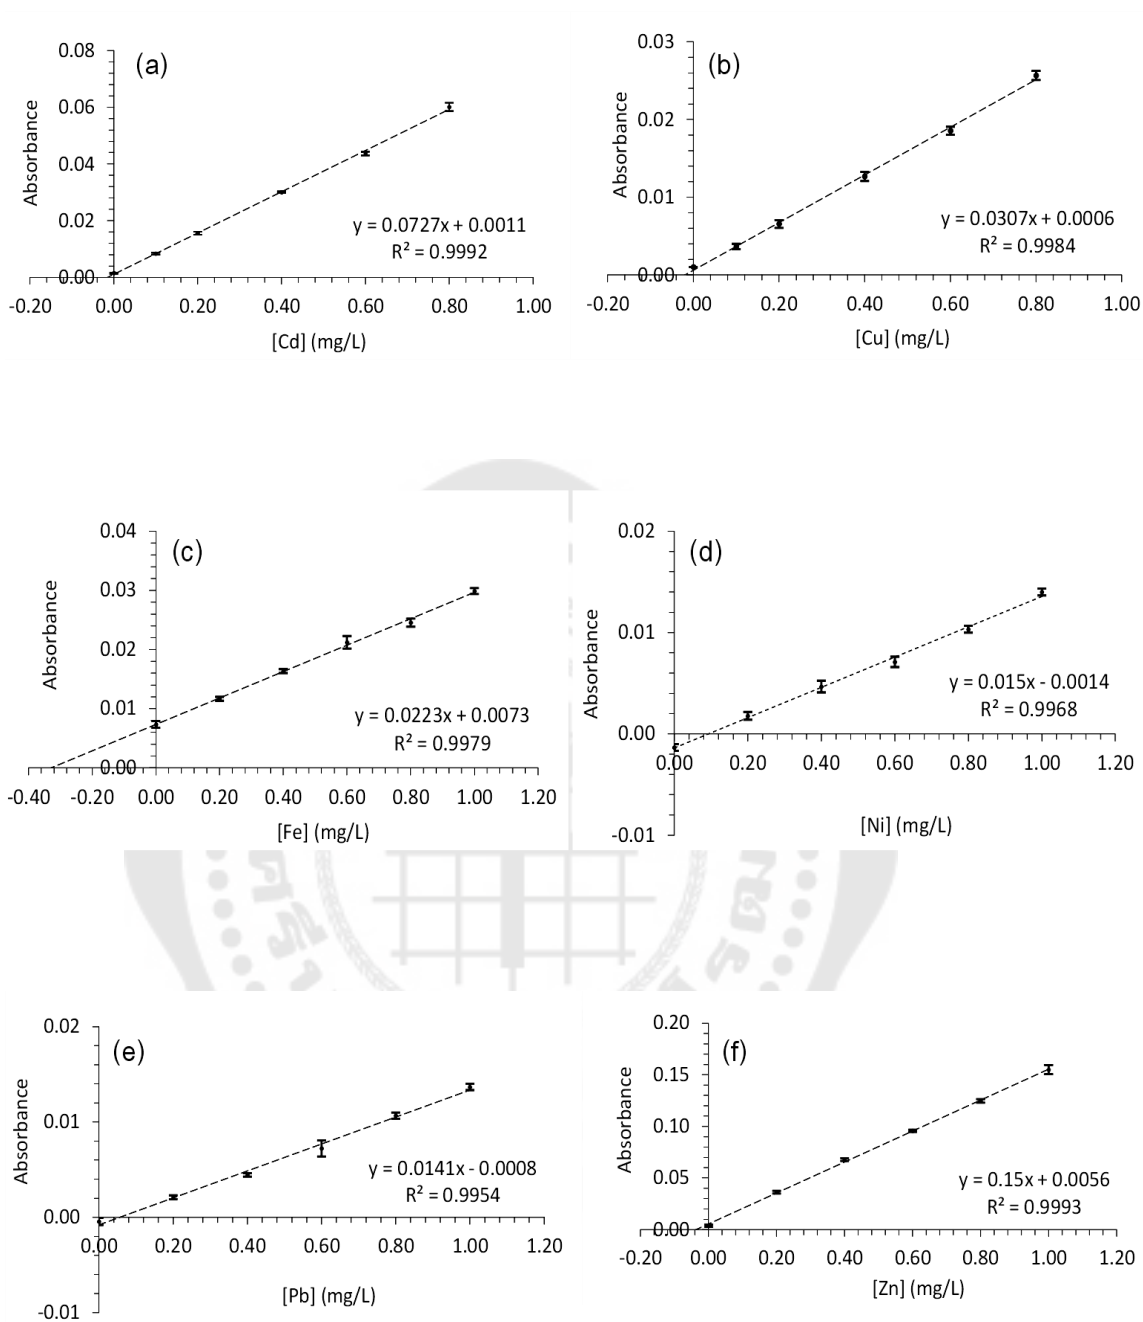 (a)
0.08
0.06
0.04
0.02
0.00
Absorbance
y = 0.0727x + 0.0011
R² = 0.9992
-0.20 0.00 0.20 0.40 0.60 0.80 1.00
[Cd] (mg/L)
(b)
0.03
0.02
0.01
0.00
Absorbance
y = 0.0307x + 0.0006
R² = 0.9984
-0.20 0.00 0.20 0.40 0.60 0.80 1.00
[Cu] (mg/L)
(c)
0.04
0.03
0.02
0.01
0.00
Absorbance
y = 0.0223x + 0.0073
R² = 0.9979
-0.40 -0.20 0.00 0.20 0.40 0.60 0.80 1.00 1.20
[Fe] (mg/L)
(d)
0.02
0.01
0.00
-0.01
Absorbance
y = 0.015x - 0.0014
R² = 0.9968
0.00 0.20 0.40 0.60 0.80 1.00 1.20
[Ni] (mg/L)
(e)
0.02
0.01
0.00
-0.01
Absorbance
y = 0.0141x - 0.0008
R² = 0.9954
0.00 0.20 0.40 0.60 0.80 1.00 1.20
[Pb] (mg/L)
(f)
0.20
0.15
0.10
0.05
0.00
Absorbance
y = 0.15x + 0.0056
R² = 0.9993
-0.20 0.00 0.20 0.40 0.60 0.80 1.00 1.20
[Zn] (mg/L)